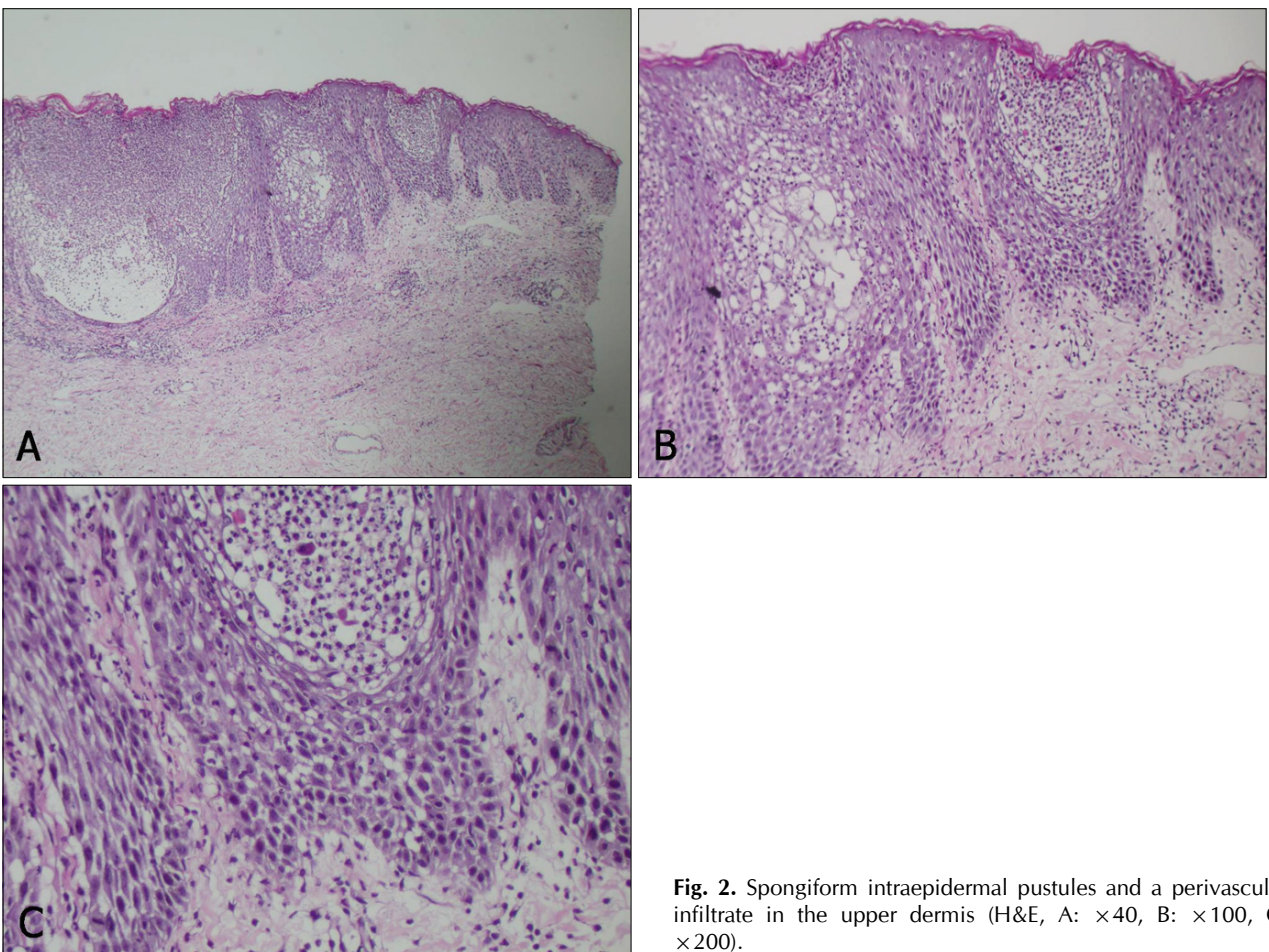 A
B
C
Fig. 2. Spongiform intraepidermal pustules and a perivascul
infiltrate in the upper dermis (H&E, A: ×40, B: ×100, C
×200).